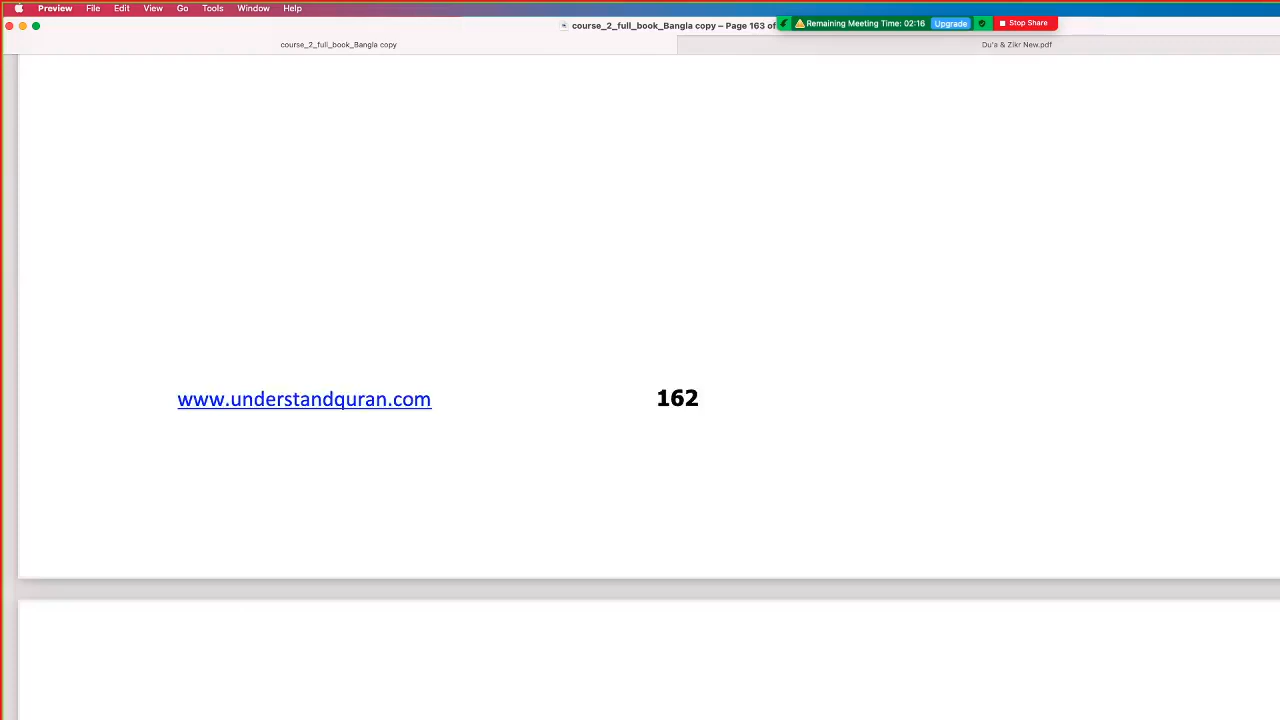 Preview File Edit View Go Tools Window Help
course_2_full_book_Bangla copy – Page 163 of
Remaining Meeting Time: 02:16 Upgrade Stop Share
course_2_full_book_Bangla copy Du'a & Zikr New.pdf
www.understandquran.com 162